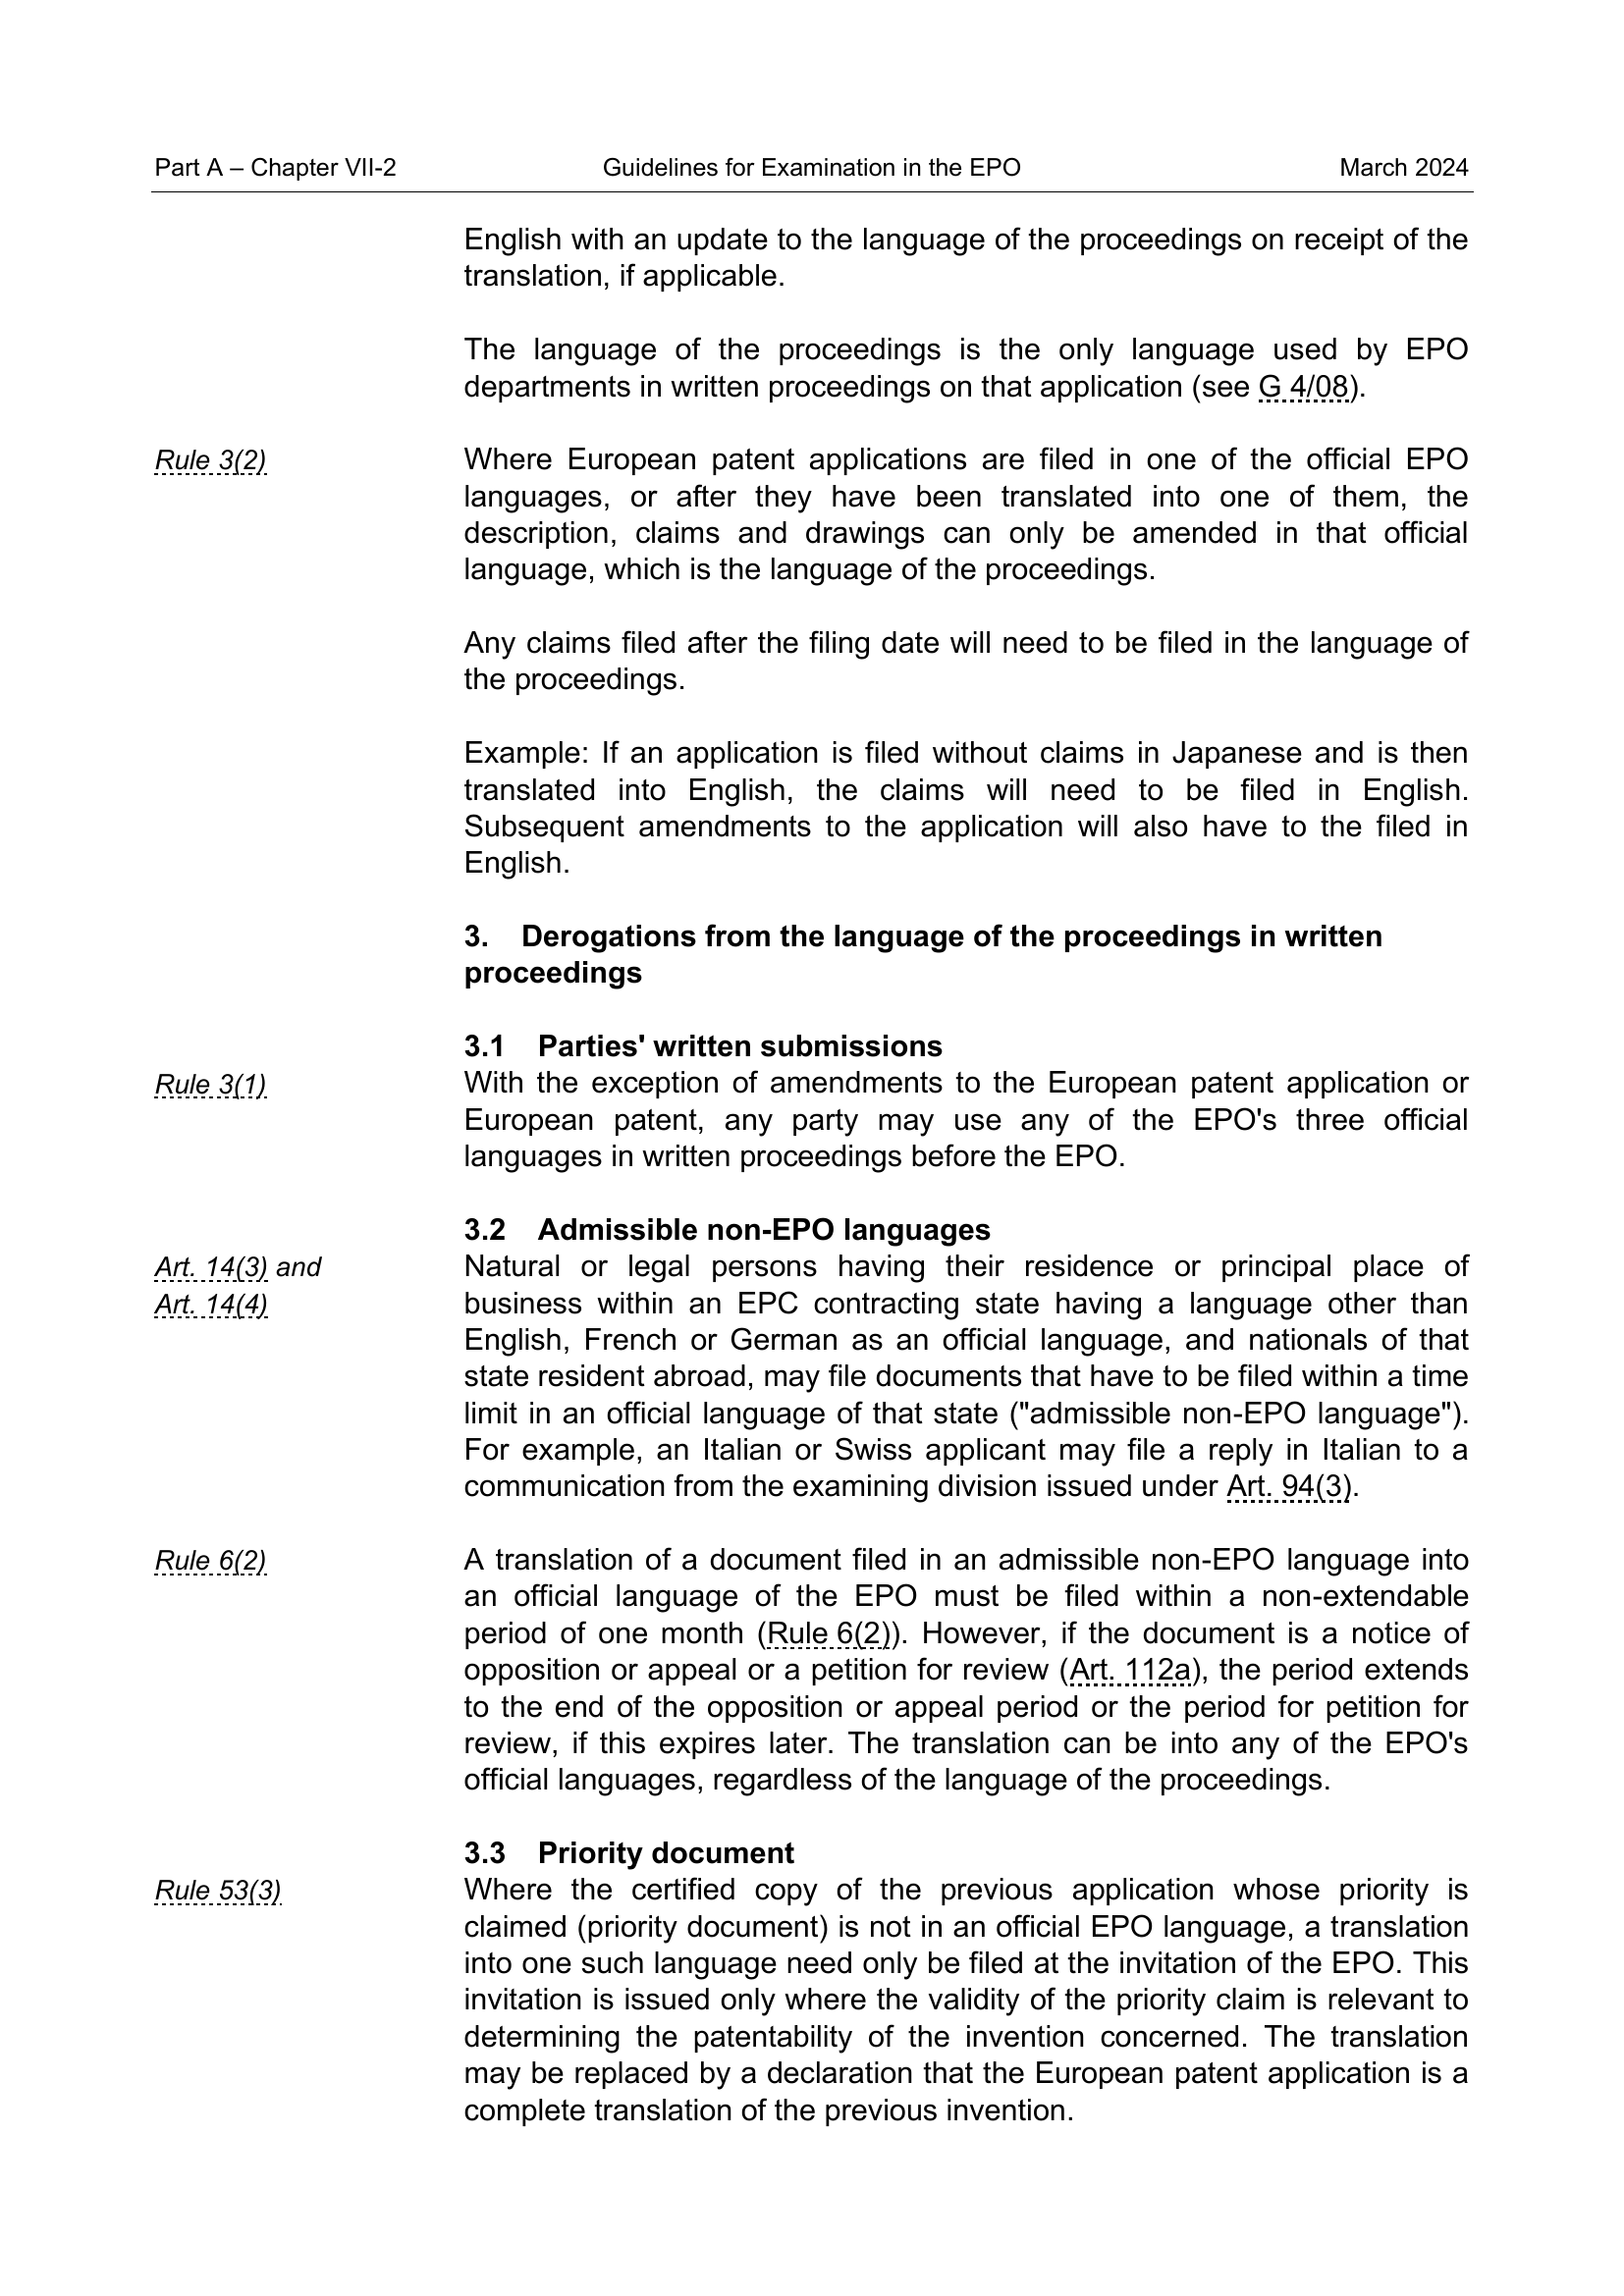 Part A – Chapter VII-2 Guidelines for Examination in the EPO March 2024
English with an update to the language of the proceedings on receipt of the
translation, if applicable.
The language of the proceedings is the only language used by EPO
departments in written proceedings on that application (see G 4/08).
Rule 3(2)
Where European patent applications are filed in one of the official EPO
languages, or after they have been translated into one of them, the
description, claims and drawings can only be amended in that official
language, which is the language of the proceedings.
Any claims filed after the filing date will need to be filed in the language of
the proceedings.
Example: If an application is filed without claims in Japanese and is then
translated into English, the claims will need to be filed in English.
Subsequent amendments to the application will also have to the filed in
English.
3. Derogations from the language of the proceedings in written
proceedings
3.1 Parties' written submissions
Rule 3(1)
With the exception of amendments to the European patent application or
European patent, any party may use any of the EPO's three official
languages in written proceedings before the EPO.
3.2 Admissible non-EPO languages
Art. 14(3) and
Art. 14(4)
Natural or legal persons having their residence or principal place of
business within an EPC contracting state having a language other than
English, French or German as an official language, and nationals of that
state resident abroad, may file documents that have to be filed within a time
limit in an official language of that state ("admissible non-EPO language").
For example, an Italian or Swiss applicant may file a reply in Italian to a
communication from the examining division issued under Art. 94(3).
Rule 6(2)
A translation of a document filed in an admissible non-EPO language into
an official language of the EPO must be filed within a non-extendable
period of one month (Rule 6(2)). However, if the document is a notice of
opposition or appeal or a petition for review (Art. 112a), the period extends
to the end of the opposition or appeal period or the period for petition for
review, if this expires later. The translation can be into any of the EPO's
official languages, regardless of the language of the proceedings.
3.3 Priority document
Rule 53(3)
Where the certified copy of the previous application whose priority is
claimed (priority document) is not in an official EPO language, a translation
into one such language need only be filed at the invitation of the EPO. This
invitation is issued only where the validity of the priority claim is relevant to
determining the patentability of the invention concerned. The translation
may be replaced by a declaration that the European patent application is a
complete translation of the previous invention.